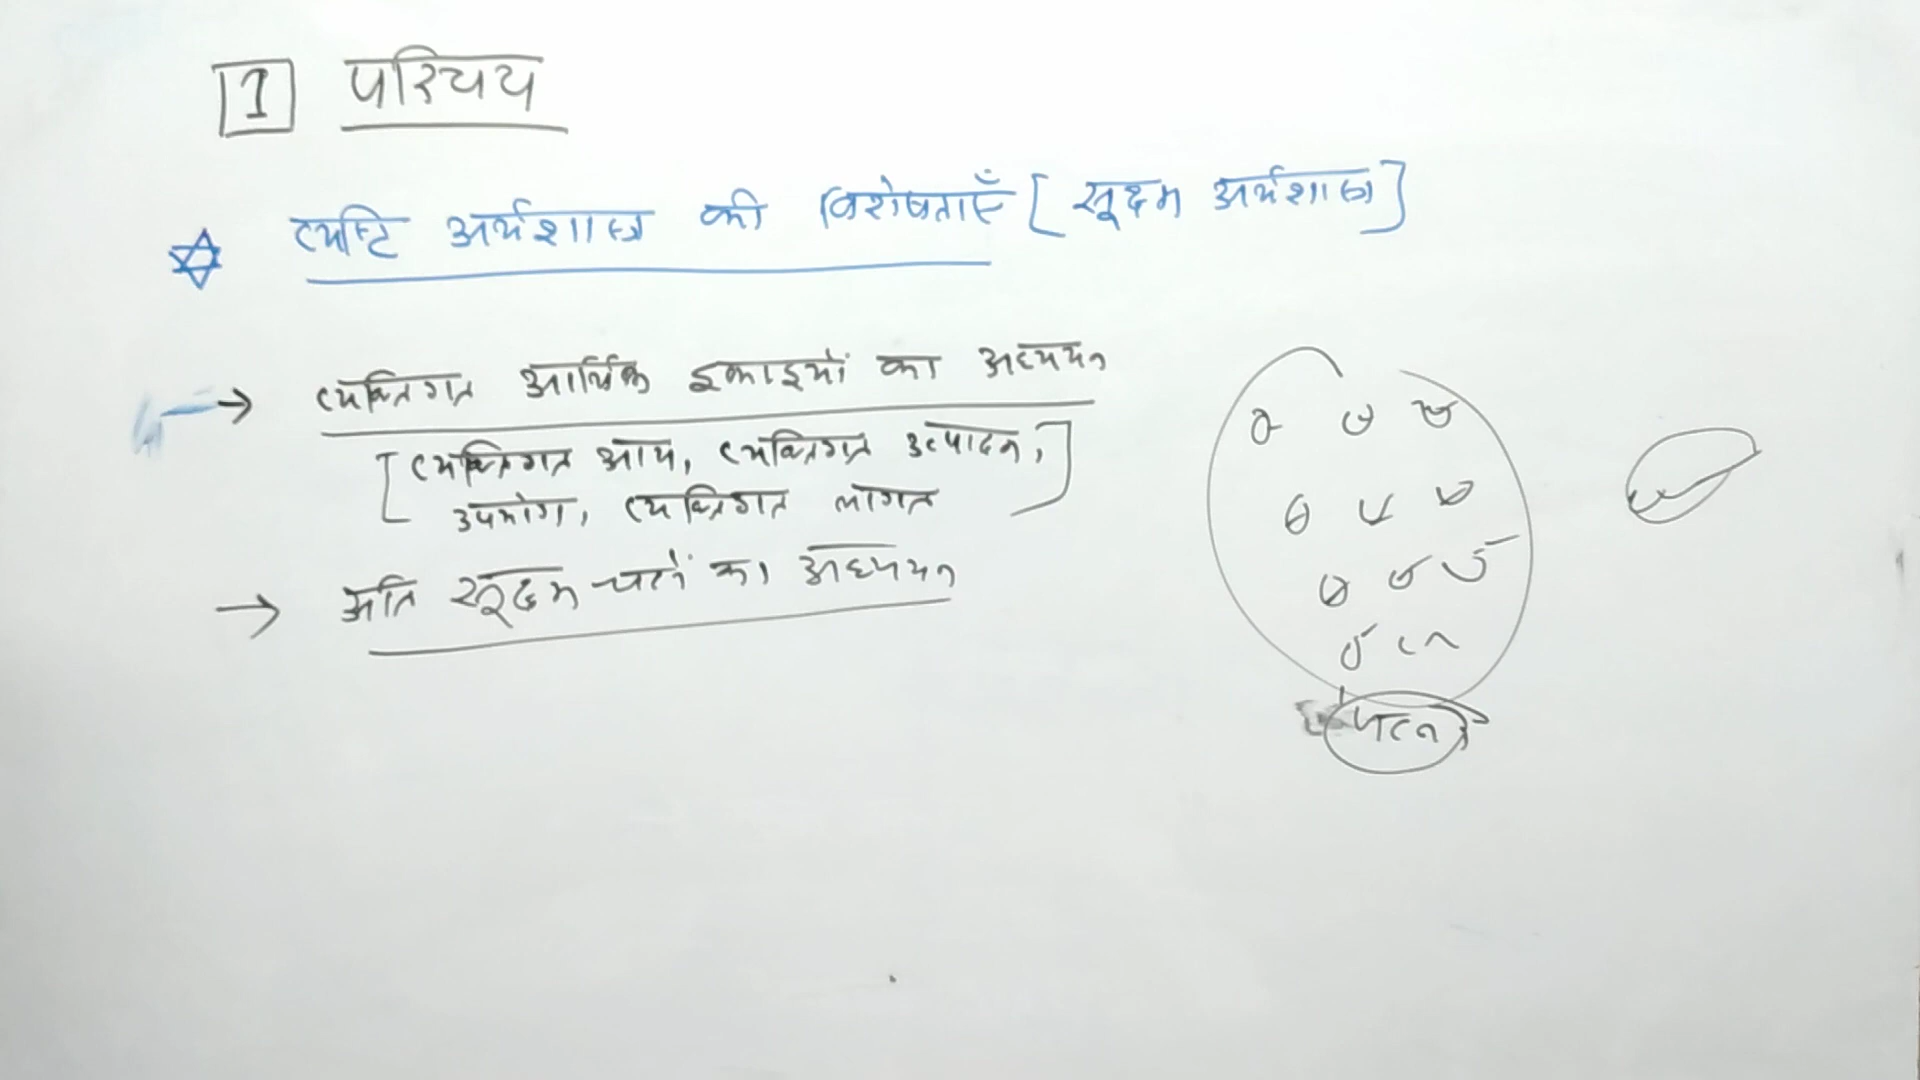 1 परिचय
व्यष्टि अर्थशास्त्र की विशेषताएँ [ सूक्ष्म अर्थशास्त्र ]
→ व्यक्तिगत आर्थिक इकाइयों का अध्ययन
[ व्यक्तिगत आय, व्यक्तिगत उत्पादन,
उपभोग, व्यक्तिगत लागत ]
→ अति सूक्ष्म चरों का अध्ययन